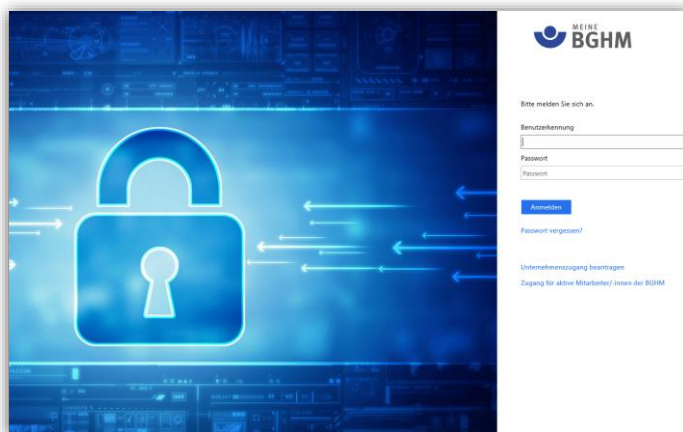 MEINE
BGHM
Bitte melden Sie sich an.
Benutzerkennung
Passwort
Passwort
Anmelden
Passwort vergessen?
Unternehmenszugang beantragen
Zugang für aktive Mitarbeiter/-innen der BGHM